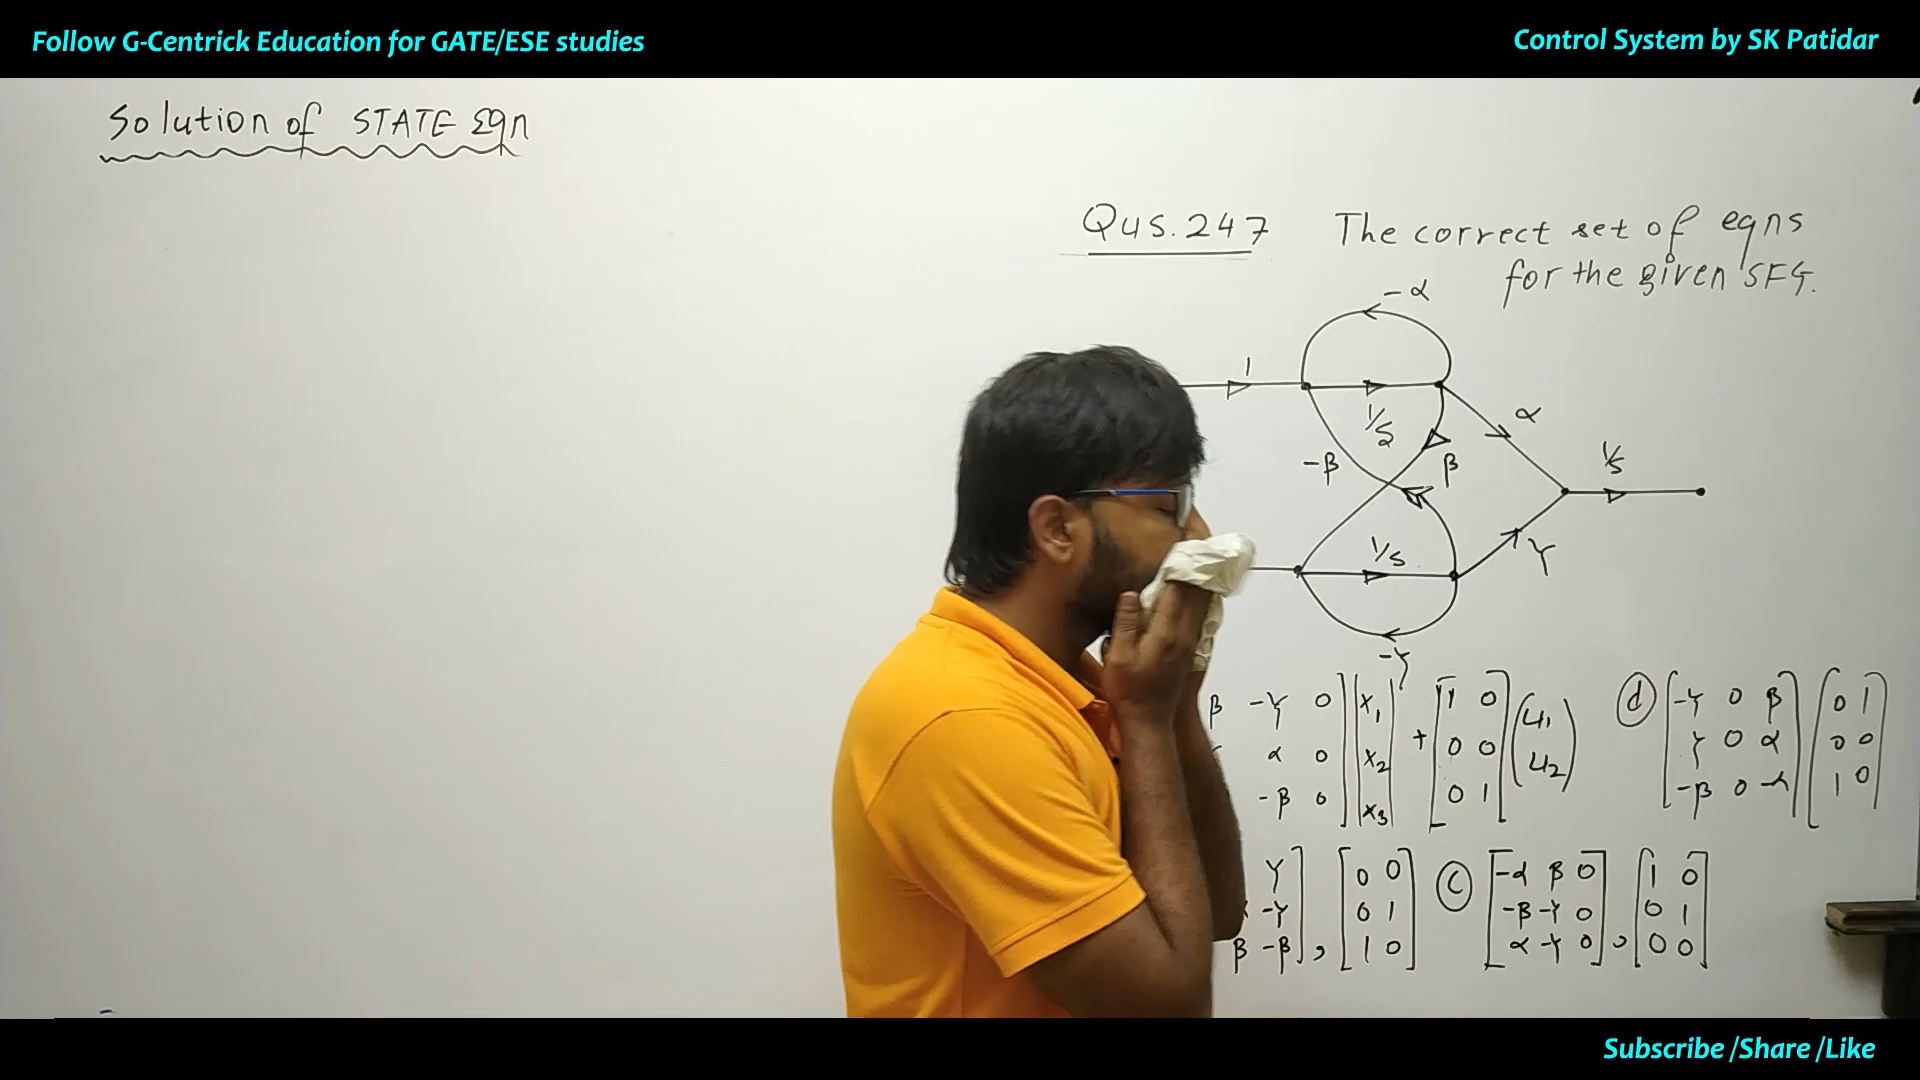 Follow G-Centrick Education for GATE/ESE studies
Control System by SK Patidar
Solution of STATE Eqn
Qus. 247 The correct set of eqns
for the given SFG.
-α
1
1/S
α
-β
β
1/S
1/S
γ
-γ
β -γ 0 x1 1 0 u1
α 0 x2 + 0 0 u2
-β 0 x3 0 1
(d) -γ 0 β 0 1
γ 0 α 0 0
-β 0 -α 1 0
γ 0 0
-γ 0 1
β -β , 1 0
(c) -α β 0 1 0
-β -γ 0 0 1
α -γ 0 , 0 0
Subscribe /Share /Like